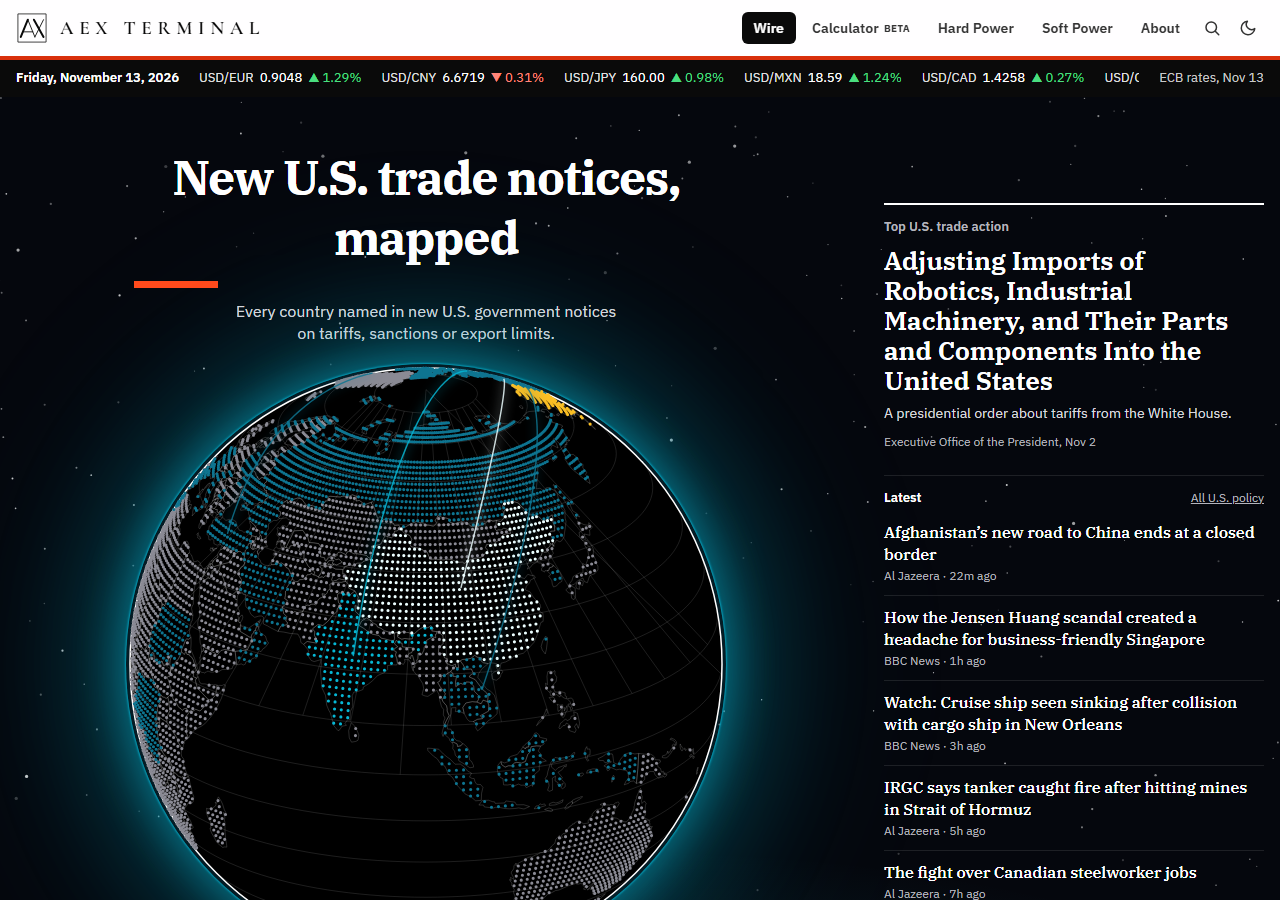 AX AEX TERMINAL
Wire Calculator BETA Hard Power Soft Power About
Friday, November 13, 2026 USD/EUR 0.9048 ▲ 1.29% USD/CNY 6.6719 ▼ 0.31% USD/JPY 160.00 ▲ 0.98% USD/MXN 18.59 ▲ 1.24% USD/CAD 1.4258 ▲ 0.27% ECB rates, Nov 13
New U.S. trade notices,
mapped
Every country named in new U.S. government notices
on tariffs, sanctions or export limits.
Top U.S. trade action
Adjusting Imports of
Robotics, Industrial
Machinery, and Their Parts
and Components Into the
United States
A presidential order about tariffs from the White House.
Executive Office of the President, Nov 2
Latest All U.S. policy
Afghanistan’s new road to China ends at a closed
border
Al Jazeera · 22m ago
How the Jensen Huang scandal created a
headache for business-friendly Singapore
BBC News · 1h ago
Watch: Cruise ship seen sinking after collision
with cargo ship in New Orleans
BBC News · 3h ago
IRGC says tanker caught fire after hitting mines
in Strait of Hormuz
Al Jazeera · 5h ago
The fight over Canadian steelworker jobs
Al Jazeera · 7h ago